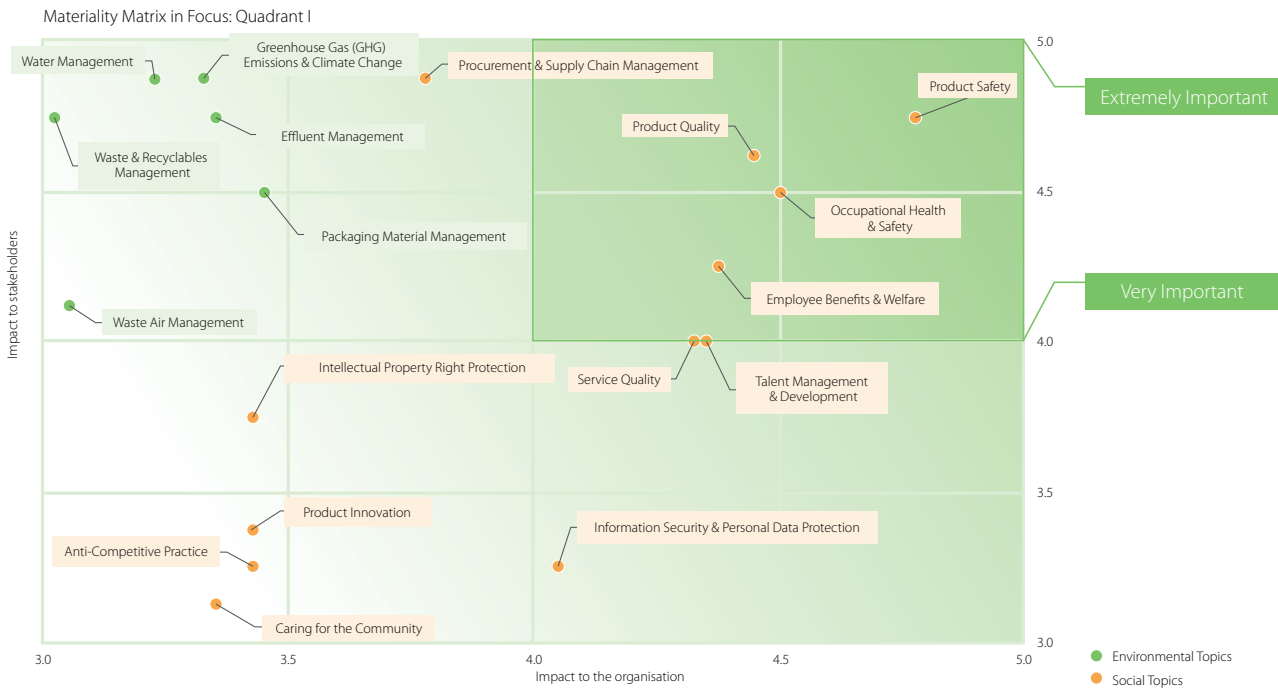 Materiality Matrix in Focus: Quadrant I
Greenhouse Gas (GHG)
Emissions & Climate Change
Water Management
Procurement & Supply Chain Management
5.0
Product Safety
Extremely Important
Product Quality
Effluent Management
Waste & Recyclables
Management
4.5
Occupational Health
& Safety
Packaging Material Management
Very Important
Employee Benefits & Welfare
Waste Air Management
Impact to stakeholders
4.0
Intellectual Property Right Protection
Service Quality
Talent Management
& Development
3.5
Product Innovation
Information Security & Personal Data Protection
Anti-Competitive Practice
Caring for the Community
3.0
3.0
3.5
4.0
4.5
5.0
Impact to the organisation
Environmental Topics
Social Topics